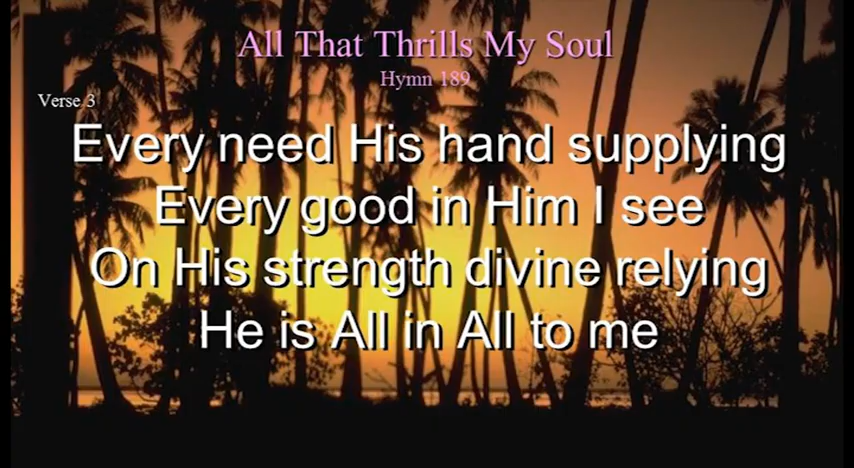 All That Thrills My Soul
Hymn 189
Verse 3
Every need His hand supplying
Every good in Him I see
On His strength divine relying
He is All in All to me